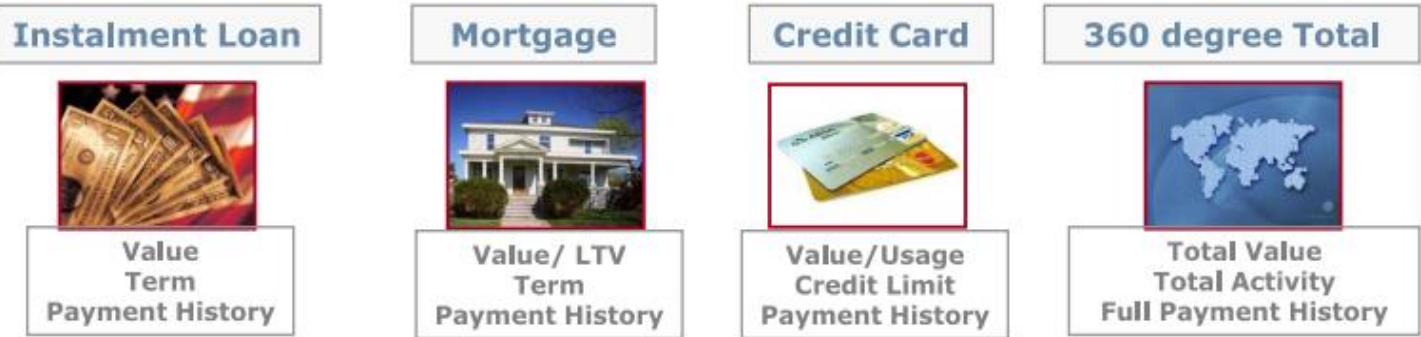 Instalment Loan
Mortgage
Credit Card
360 degree Total
Value
Term
Payment History
Value/ LTV
Term
Payment History
Value/Usage
Credit Limit
Payment History
Total Value
Total Activity
Full Payment History